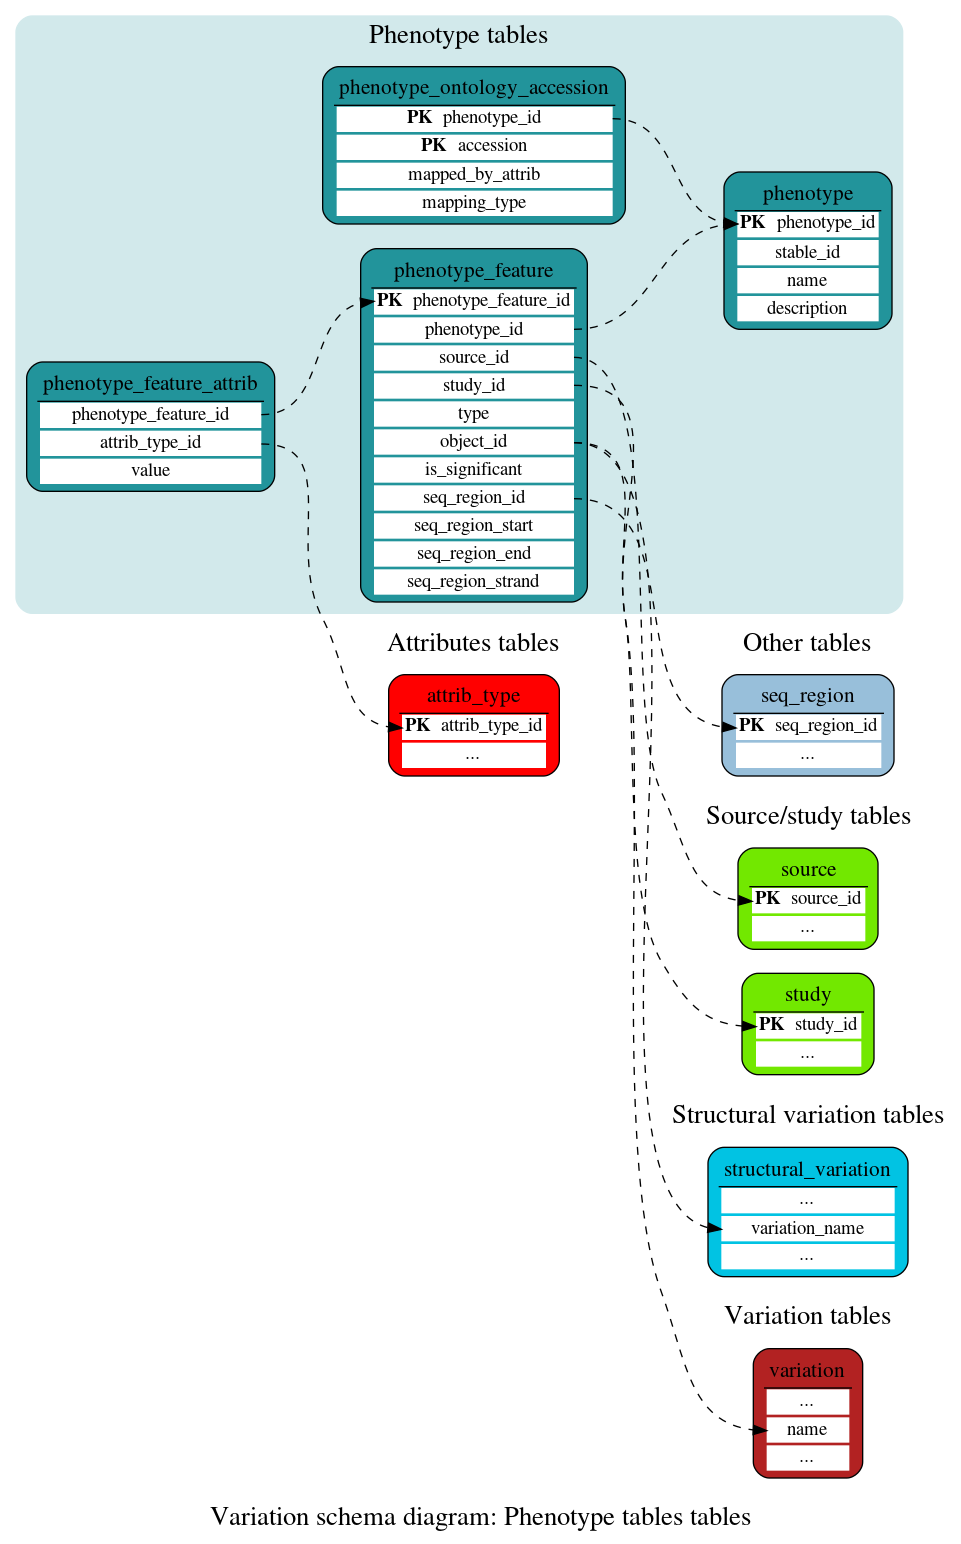 Phenotype tables
phenotype_ontology_accession
PK phenotype_id
PK accession
mapped_by_attrib
mapping_type
phenotype
PK phenotype_id
stable_id
name
description
phenotype_feature
PK phenotype_feature_id
phenotype_id
source_id
study_id
type
object_id
is_significant
seq_region_id
seq_region_start
seq_region_end
seq_region_strand
phenotype_feature_attrib
phenotype_feature_id
attrib_type_id
value
Attributes tables
attrib_type
PK attrib_type_id
...
Other tables
seq_region
PK seq_region_id
...
Source/study tables
source
PK source_id
...
study
PK study_id
...
Structural variation tables
structural_variation
...
variation_name
...
Variation tables
variation
...
name
...
Variation schema diagram: Phenotype tables tables